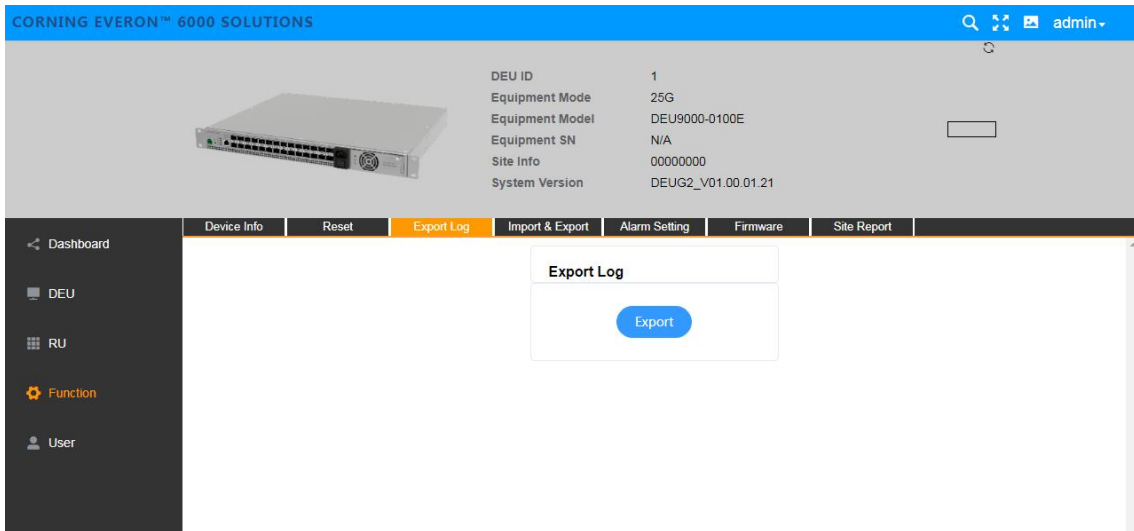 CORNING EVERON™ 6000 SOLUTIONS
admin
DEU ID 1
Equipment Mode 25G
Equipment Model DEU9000-0100E
Equipment SN N/A
Site Info 00000000
System Version DEUG2_V01.00.01.21
Device Info Reset Export Log Import & Export Alarm Setting Firmware Site Report
Dashboard
Export Log
DEU
Export
RU
Function
User